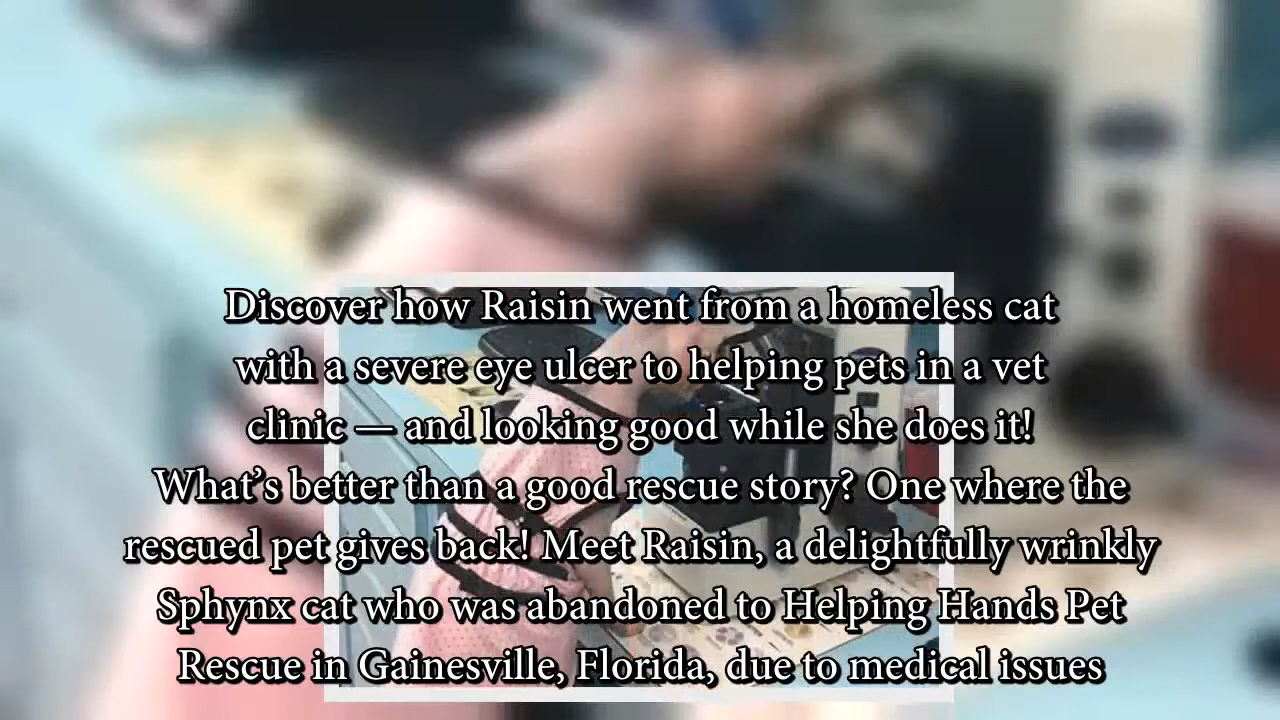 Discover how Raisin went from a homeless cat
with a severe eye ulcer to helping pets in a vet
clinic — and looking good while she does it!
What’s better than a good rescue story? One where the
rescued pet gives back! Meet Raisin, a delightfully wrinkly
Sphynx cat who was abandoned to Helping Hands Pet
Rescue in Gainesville, Florida, due to medical issues